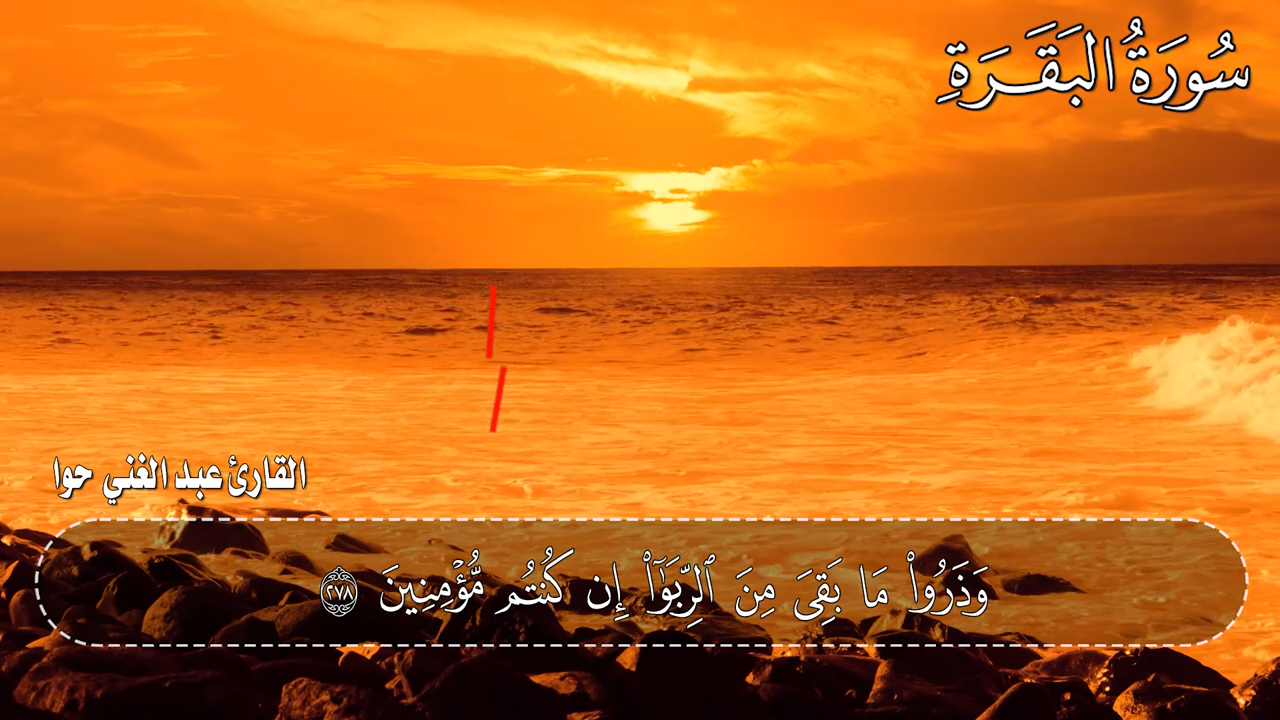 سُورَةُ البَقَرَةِ
القارئ عبد الغني حوا
وَذَرُوا۟ مَا بَقِىَ مِنَ ٱلرِّبَوٰٓا۟ إِن كُنتُم مُّؤْمِنِينَ ٢٧٨